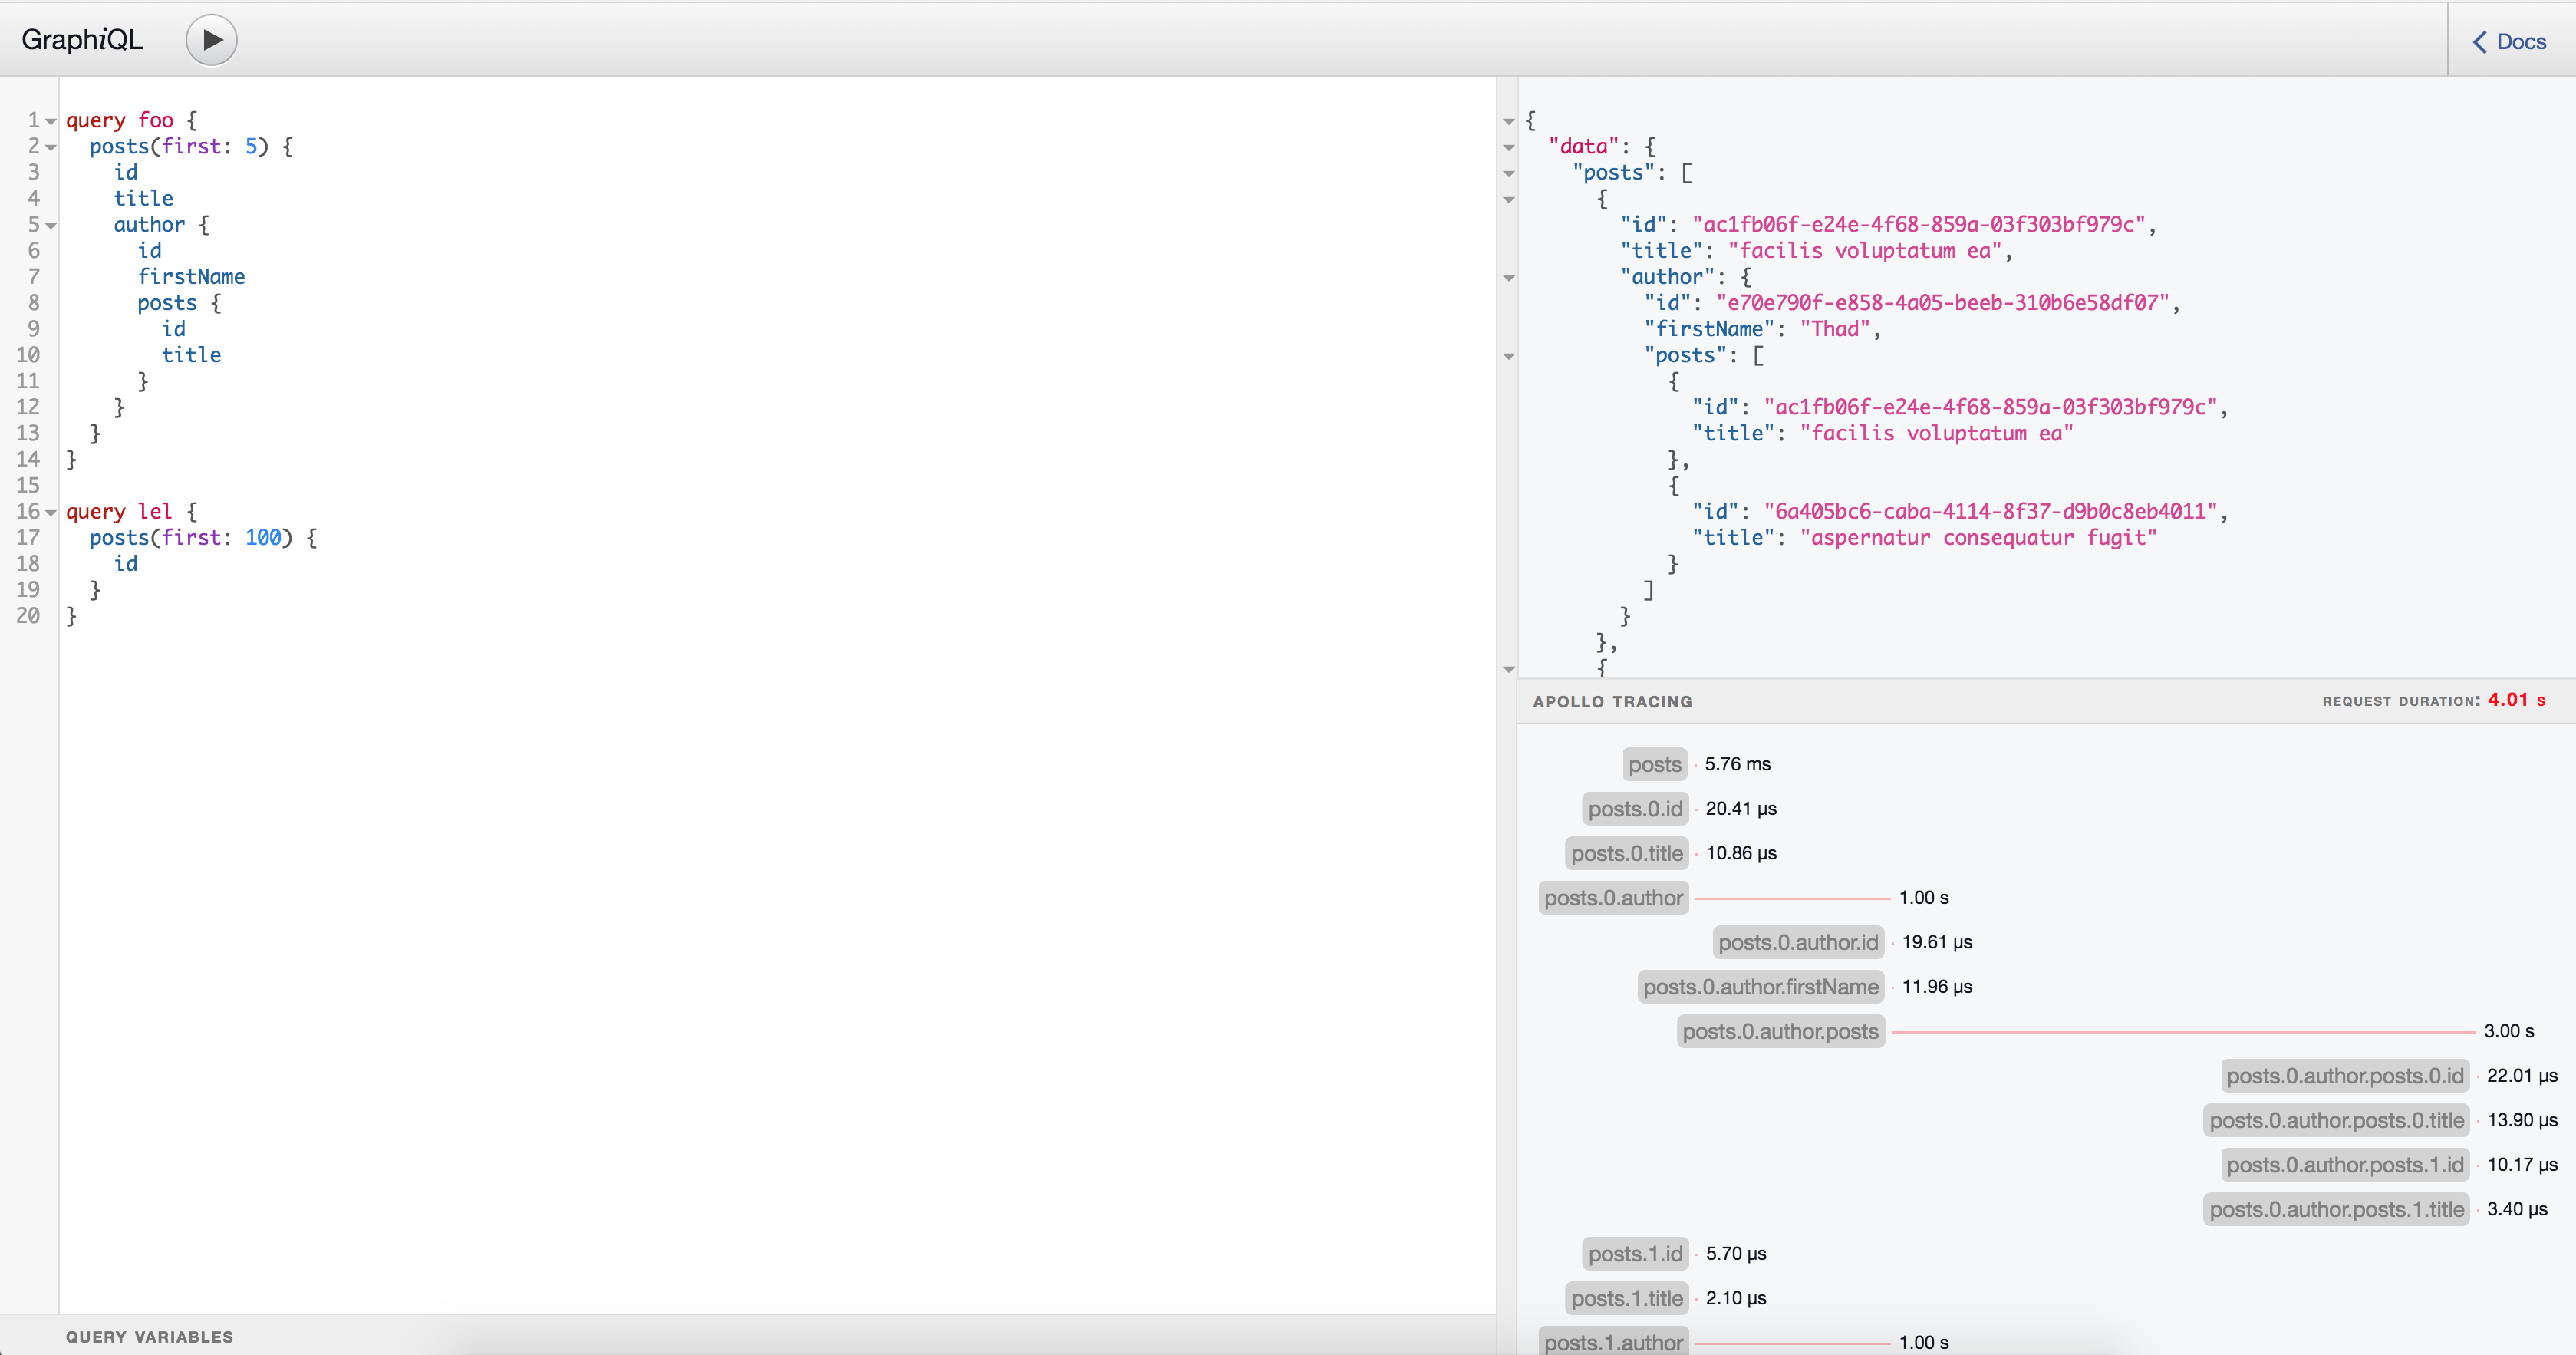 GraphiQL
Docs
1 query foo {
2 posts(first: 5) {
3 id
4 title
5 author {
6 id
7 firstName
8 posts {
9 id
10 title
11 }
12 }
13 }
14 }
15
16 query lel {
17 posts(first: 100) {
18 id
19 }
20 }
QUERY VARIABLES
{
"data": {
"posts": [
{
"id": "ac1fb06f-e24e-4f68-859a-03f303bf979c",
"title": "facilis voluptatum ea",
"author": {
"id": "e70e790f-e858-4a05-beeb-310b6e58df07",
"firstName": "Thad",
"posts": [
{
"id": "ac1fb06f-e24e-4f68-859a-03f303bf979c",
"title": "facilis voluptatum ea"
},
{
"id": "6a405bc6-caba-4114-8f37-d9b0c8eb4011",
"title": "aspernatur consequatur fugit"
}
]
}
},
{
APOLLO TRACING REQUEST DURATION: 4.01 S
posts 5.76 ms
posts.0.id 20.41 µs
posts.0.title 10.86 µs
posts.0.author 1.00 s
posts.0.author.id 19.61 µs
posts.0.author.firstName 11.96 µs
posts.0.author.posts 3.00 s
posts.0.author.posts.0.id 22.01 µs
posts.0.author.posts.0.title 13.90 µs
posts.0.author.posts.1.id 10.17 µs
posts.0.author.posts.1.title 3.40 µs
posts.1.id 5.70 µs
posts.1.title 2.10 µs
posts.1.author 1.00 s